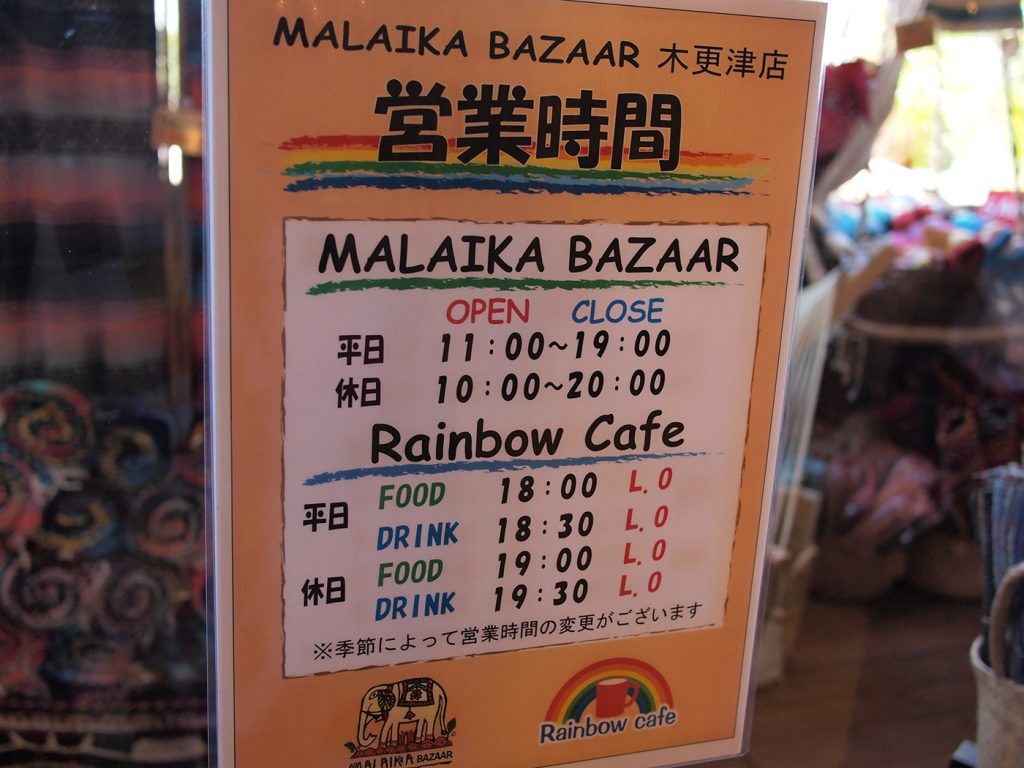 MALAIKA BAZAAR 木更津店
営業時間
MALAIKA BAZAAR
OPEN CLOSE
平日 11:00~19:00
休日 10:00~20:00
Rainbow Cafe
平日 FOOD 18:00 L.O
DRINK 18:30 L.O
休日 FOOD 19:00 L.O
DRINK 19:30 L.O
※季節によって営業時間の変更がございます
MALAIKA BAZAAR
Rainbow cafe